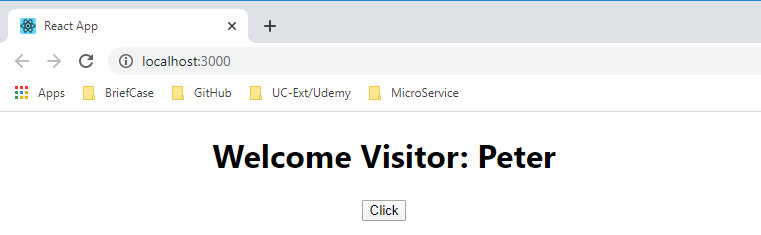 React App
localhost:3000
Apps BriefCase GitHub UC-Ext/Udemy MicroService
Welcome Visitor: Peter
Click